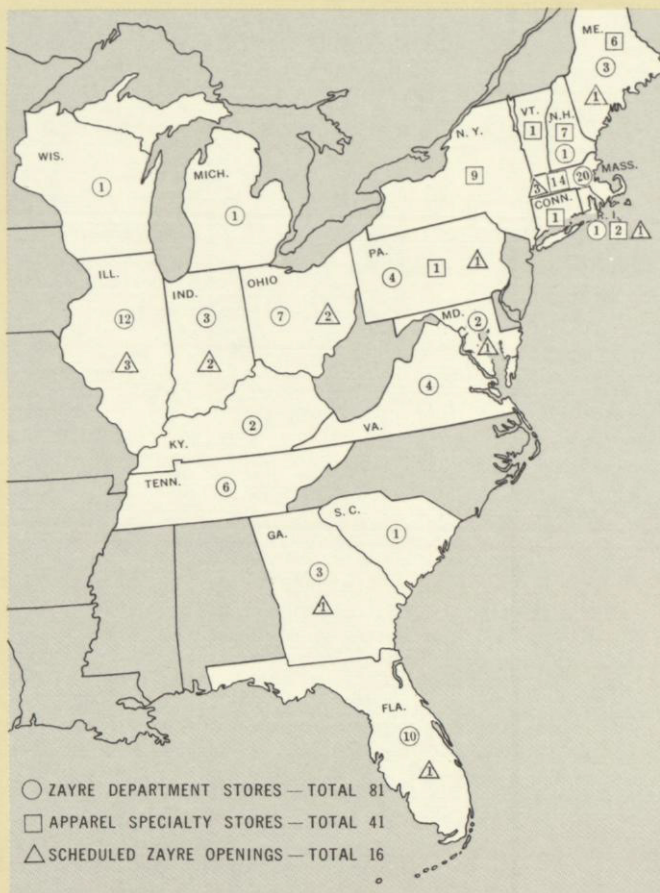 ME.
6
3
1
VT.
1
N.H.
7
1
N.Y.
9
MASS.
3 14 20
CONN.
1
R.I.
1 2 1
WIS.
1
MICH.
1
PA.
4 1 1
ILL.
12
3
IND.
3
2
OHIO
7 2
MD.
2
1
VA.
4
KY.
2
TENN.
6
S.C.
1
GA.
3
1
FLA.
10
1
ZAYRE DEPARTMENT STORES — TOTAL 81
APPAREL SPECIALTY STORES — TOTAL 41
SCHEDULED ZAYRE OPENINGS — TOTAL 16